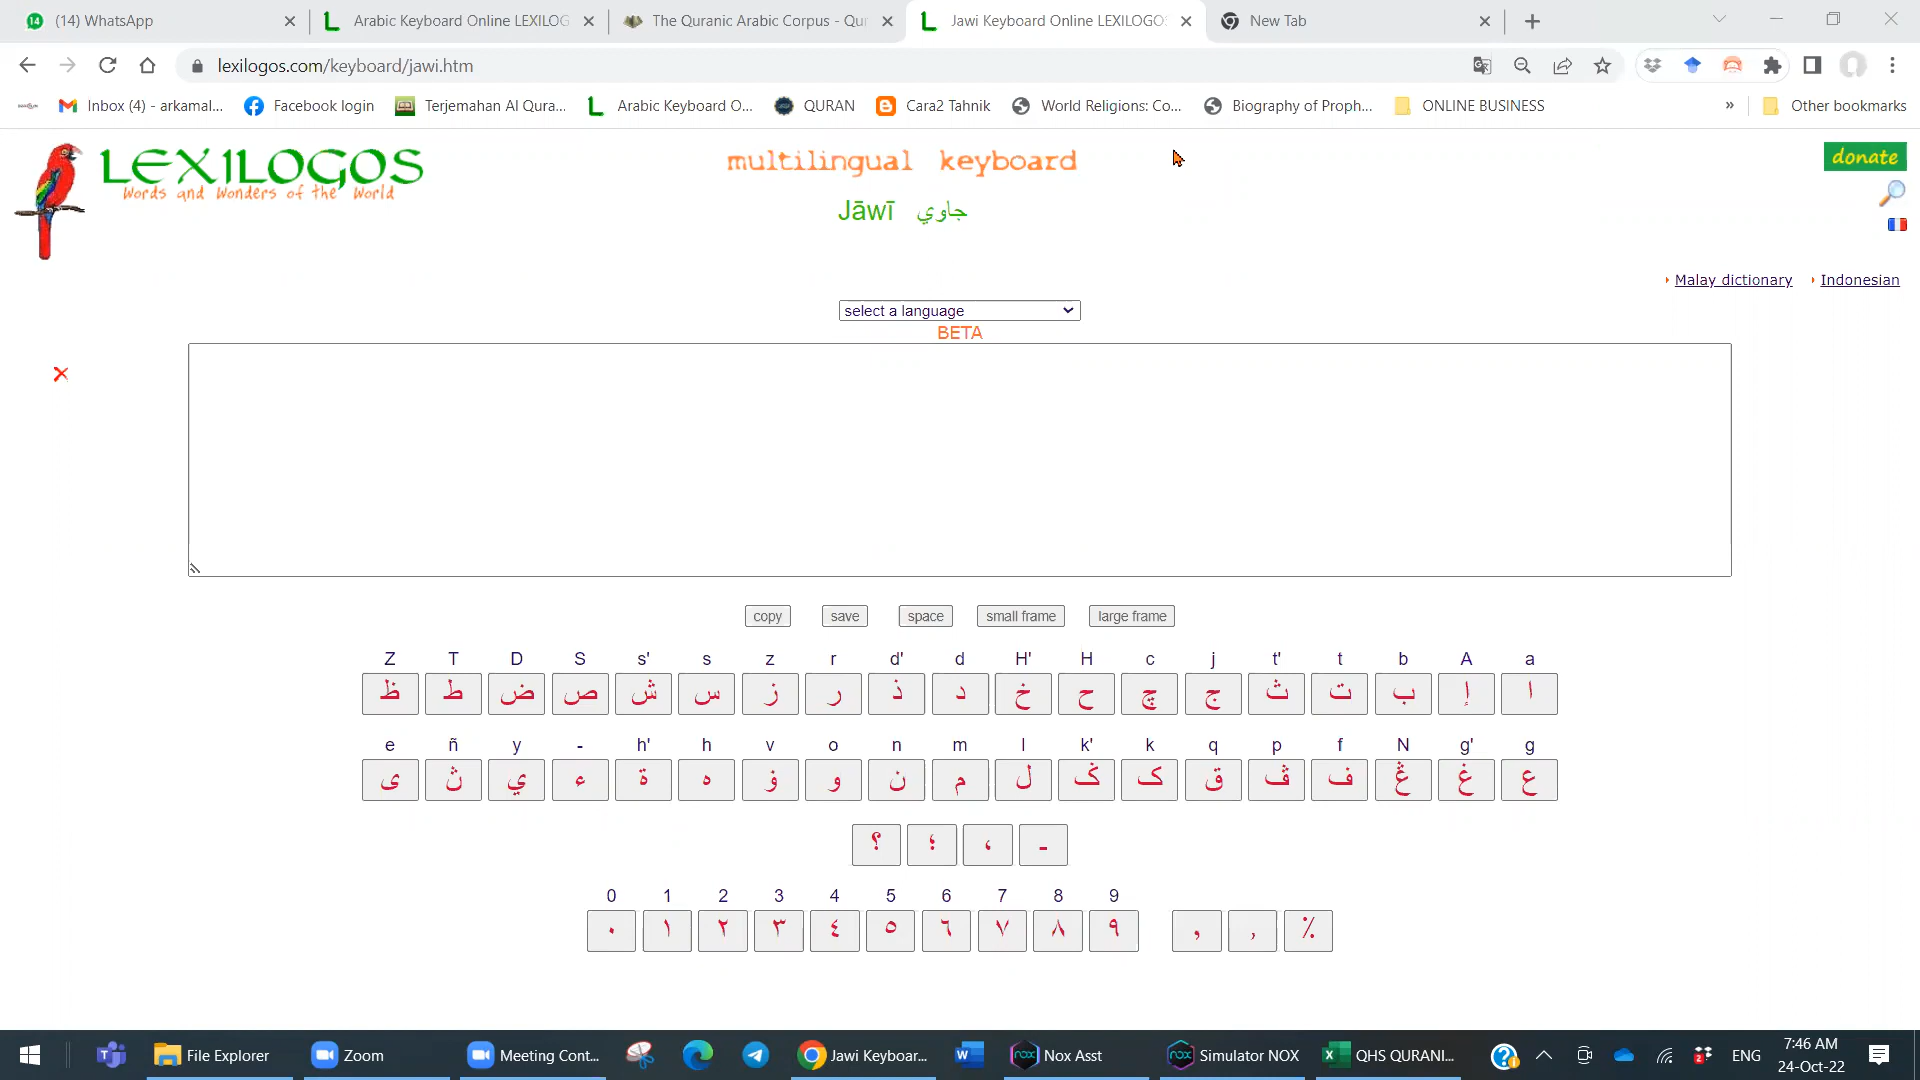 (14) WhatsApp
Arabic Keyboard Online LEXILOG
The Quranic Arabic Corpus - Qu
Jawi Keyboard Online LEXILOGOS
New Tab
lexilogos.com/keyboard/jawi.htm
Inbox (4) - arkamal...
Facebook login
Terjemahan Al Qura...
Arabic Keyboard O...
QURAN
Cara2 Tahnik
World Religions: Co...
Biography of Proph...
ONLINE BUSINESS
»
Other bookmarks
LEXILOGOS
Words and Wonders of the World
multilingual keyboard
donate
Jāwī جاوي
Malay dictionary
Indonesian
select a language
BETA
copy save space small frame large frame
Z T D S s' s z r d' d H' H c j t' t b A a
ظ ط ض ص ش س ز ر ذ د خ ح چ ج ث ت ب إ ا
e ñ y - h' h v o n m l k' k q p f N g' g
ى ڽ ي ء ة ه ۏ و ن م ل ݢ ک ق ڤ ف ڠ غ ع
؟ ؛ ، ـ
0 1 2 3 4 5 6 7 8 9
٠ ١ ٢ ٣ ٤ ٥ ٦ ٧ ٨ ٩ ٫ ٬ ٪
File Explorer
Zoom
Meeting Cont...
Jawi Keyboar...
Nox Asst
Simulator NOX
QHS QURANI...
ENG
7:46 AM
24-Oct-22